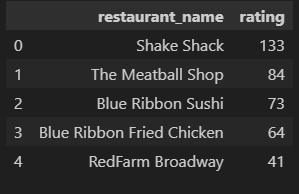 restaurant_name rating
0 Shake Shack 133
1 The Meatball Shop 84
2 Blue Ribbon Sushi 73
3 Blue Ribbon Fried Chicken 64
4 RedFarm Broadway 41